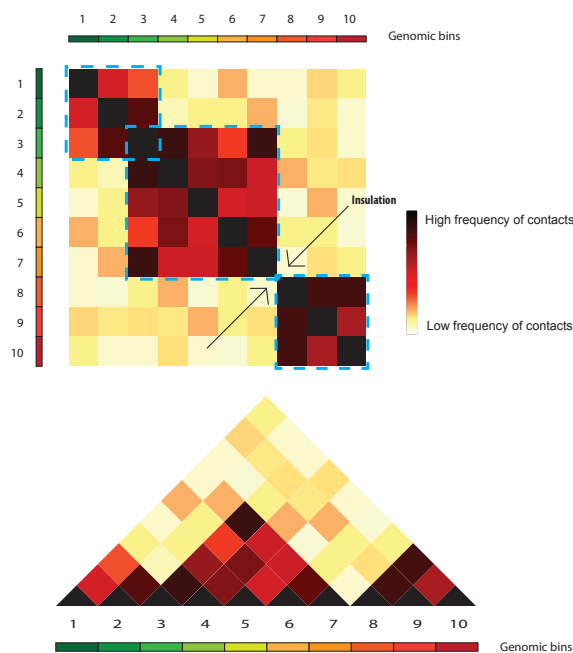 1 2 3 4 5 6 7 8 9 10
Genomic bins
1
2
3
4
5
Insulation
6
High frequency of contacts
7
8
9
Low frequency of contacts
10
1 2 3 4 5 6 7 8 9 10
Genomic bins